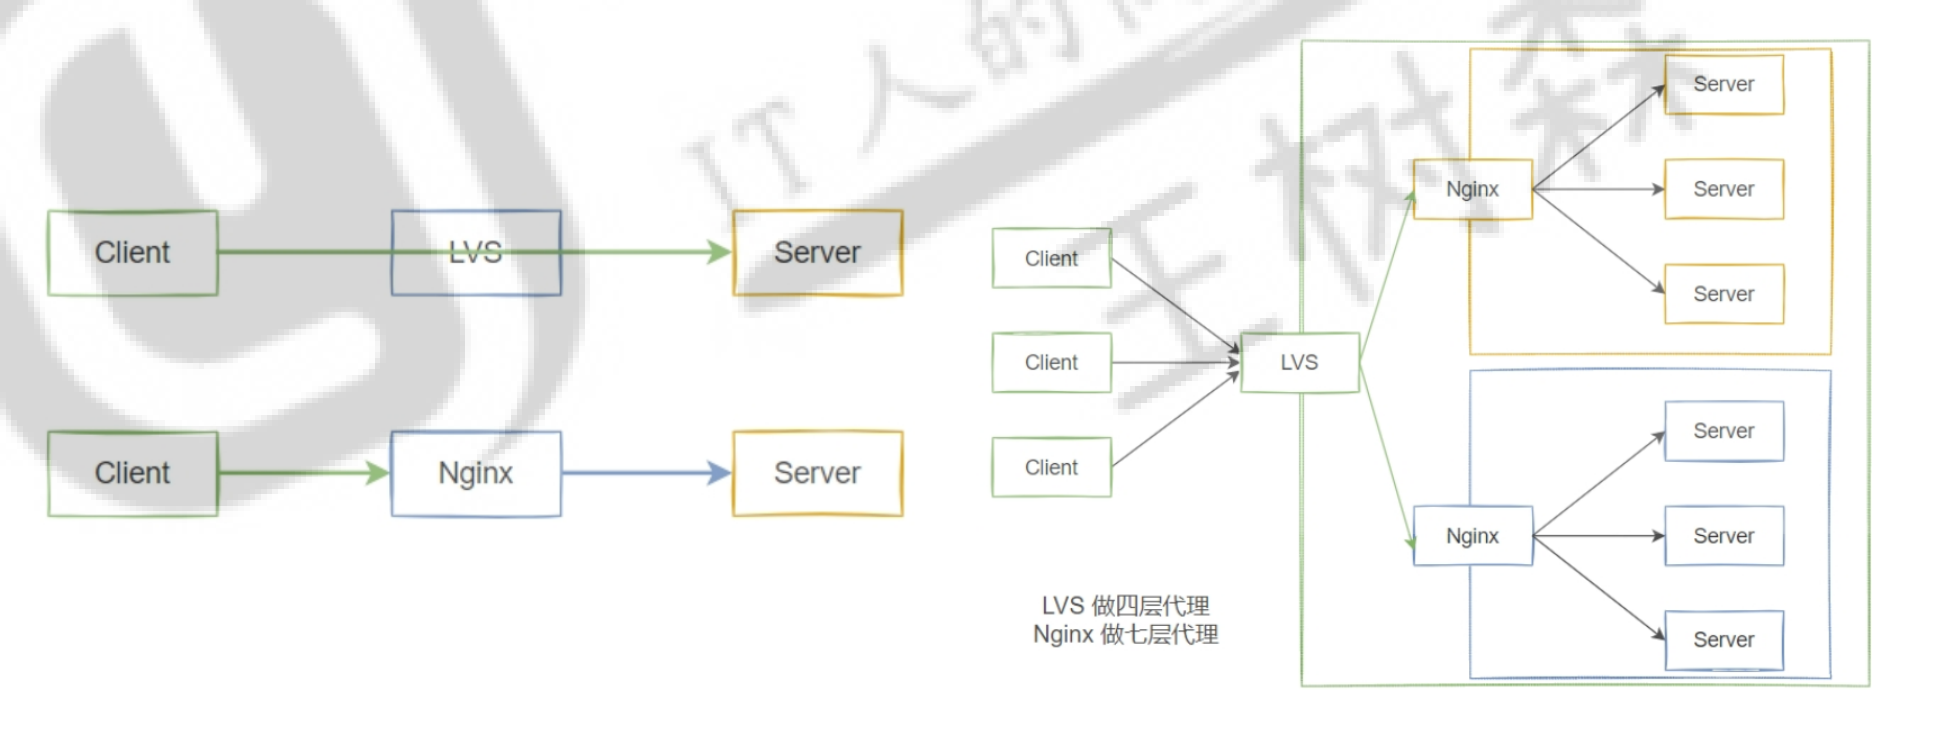 IT人的
王树森
Client
LVS
Server
Client
Nginx
Server
Client
Client
Client
LVS
Nginx
Server
Server
Server
Nginx
Server
Server
Server
LVS 做四层代理
Nginx 做七层代理